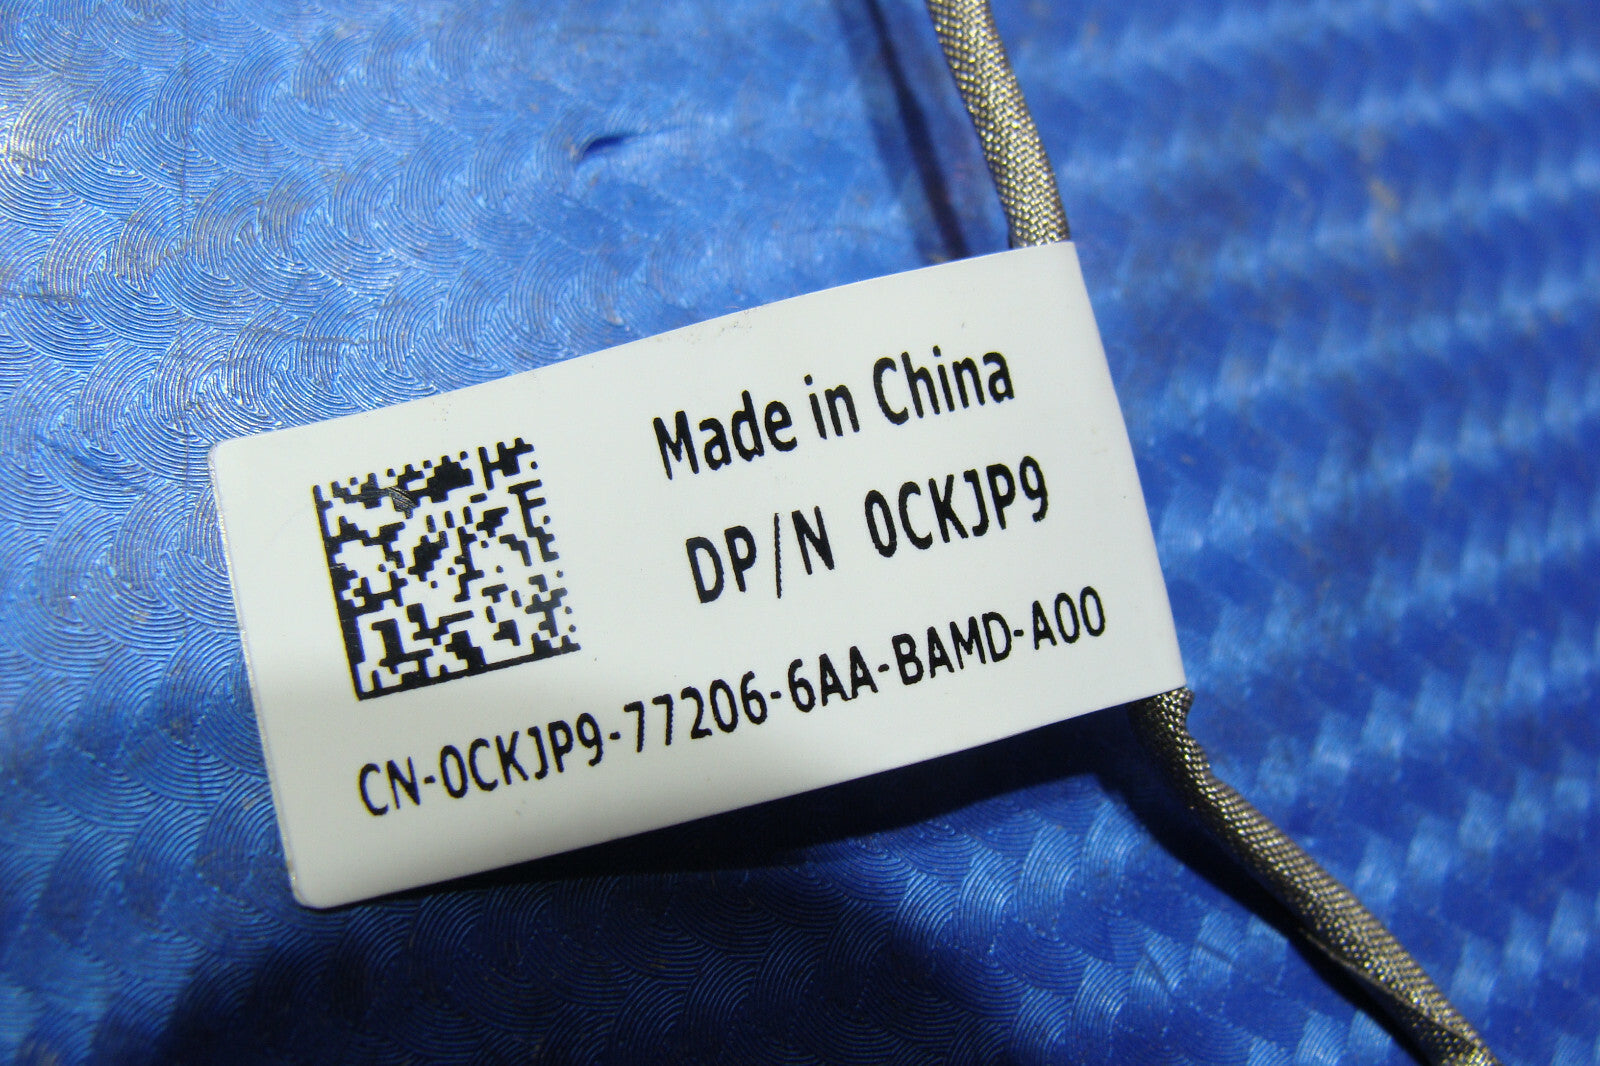 Made in China
DP/N 0CKJP9
CN-0CKJP9-77206-6AA-BAMD-A00